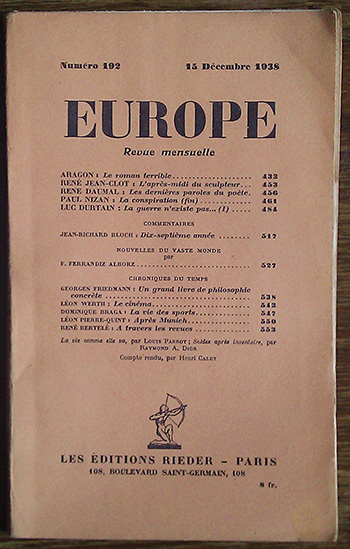 Numéro 192 15 Décembre 1938
EUROPE
Revue mensuelle
ARAGON : Le roman terrible.................. 433
RENÉ JEAN-CLOT : L'après-midi du sculpteur... 453
RENE DAUMAL : Les dernières paroles du poète. 456
PAUL NIZAN : La conspiration (fin)............ 461
LUC DURTAIN : La guerre n'existe pas... (I)..... 484
COMMENTAIRES
JEAN-RICHARD BLOCH : Dix-septième année ........ 517
NOUVELLES DU VASTE MONDE
par
F. FERRANDIZ ALBORZ............................ 527
CHRONIQUES DU TEMPS
GEORGES FRIEDMANN : Un grand livre de philosophie
concrète ................................ 538
LÉON WERTH : Le cinéma......................... 543
DOMINIQUE BRAGA : La vie des sports............. 547
LÉON PIERRE-QUINT : Après Munich............... 550
RENÉ BERTELÉ : A travers les revues ............. 553
La vie comme elle va, par LOUIS PARROT; Soldes après inventaire, par
RAYMOND A. DIOR
Compte rendu, par HENRI CALET
LES ÉDITIONS RIEDER – PARIS
108, BOULEVARD SAINT-GERMAIN, 108
8 fr.